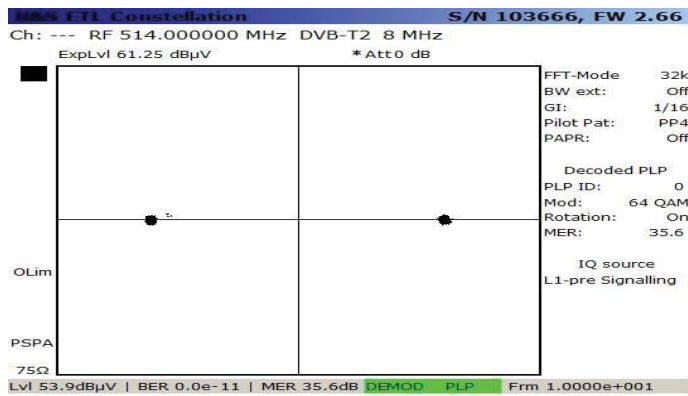 R&S ETL Constellation S/N 103666, FW 2.66
Ch: --- RF 514.000000 MHz DVB-T2 8 MHz
ExpLvl 61.25 dBµV *Att 0 dB
FFT-Mode 32k
BW ext: Off
GI: 1/16
Pilot Pat: PP4
PAPR: Off
Decoded PLP
PLP ID: 0
Mod: 64 QAM
Rotation: On
MER: 35.6
IQ source
OLim
L1-pre Signalling
PSPA
75Ω
Lvl 53.9dBµV | BER 0.0e-11 | MER 35.6dB DEMOD PLP Frm 1.0000e+001